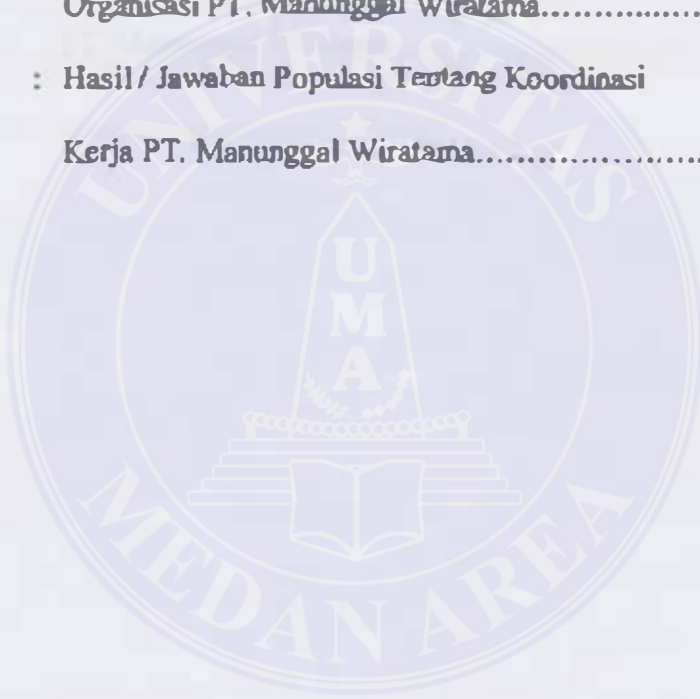 Organisasi PT. Manunggal Wiratama...............
: Hasil / Jawaban Populasi Tentang Koordinasi
Kerja PT. Manunggal Wiratama......................
UNIVERSITAS
U
M
A
MEDAN AREA